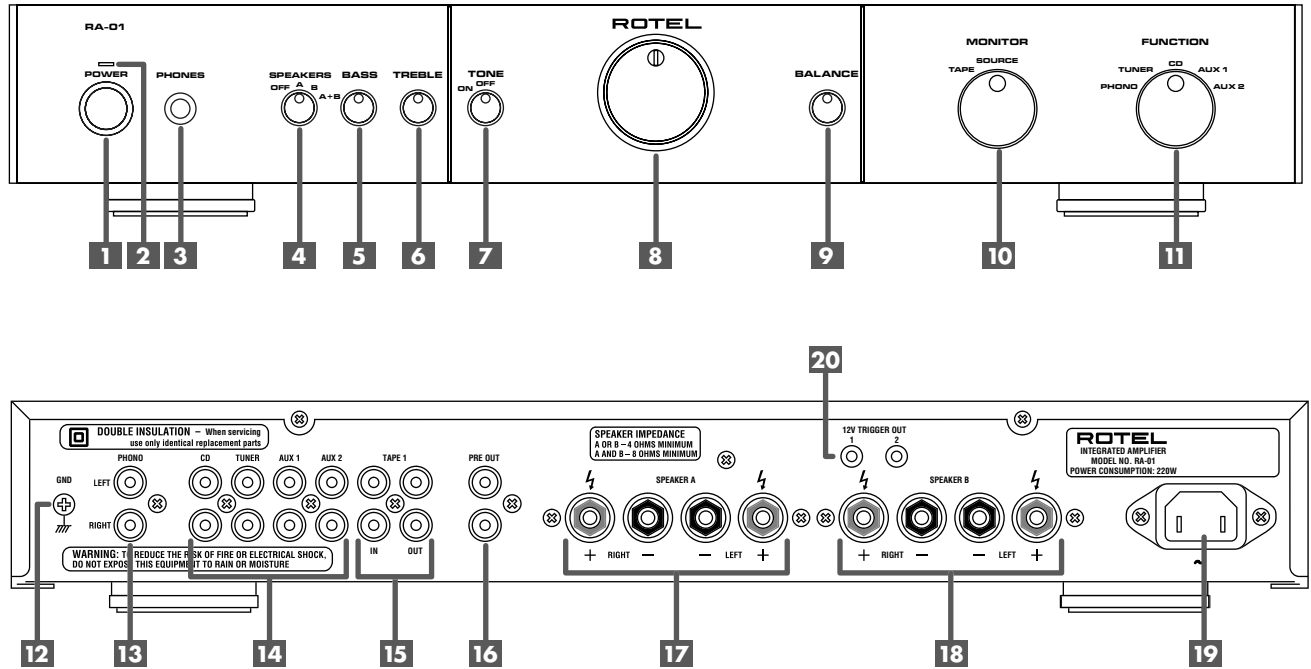 RA-01
ROTEL
MONITOR
FUNCTION
POWER
PHONES
SPEAKERS
OFF A B A+B
BASS
TREBLE
TONE
ON OFF
BALANCE
TAPE SOURCE
PHONO TUNER CD AUX 1 AUX 2
1 2 3 4 5 6 7 8 9 10 11
20
DOUBLE INSULATION – When servicing
use only identical replacement parts
SPEAKER IMPEDANCE
A OR B – 4 OHMS MINIMUM
A AND B – 8 OHMS MINIMUM
12V TRIGGER OUT
1 2
ROTEL
INTEGRATED AMPLIFIER
MODEL NO. RA-01
POWER CONSUMPTION: 220W
PHONO CD TUNER AUX 1 AUX 2 TAPE 1 PRE OUT
GND
LEFT
RIGHT
SPEAKER A
SPEAKER B
IN OUT
+ RIGHT – – LEFT +
+ RIGHT – – LEFT +
~
WARNING: TO REDUCE THE RISK OF FIRE OR ELECTRICAL SHOCK,
DO NOT EXPOSE THIS EQUIPMENT TO RAIN OR MOISTURE
12 13 14 15 16 17 18 19